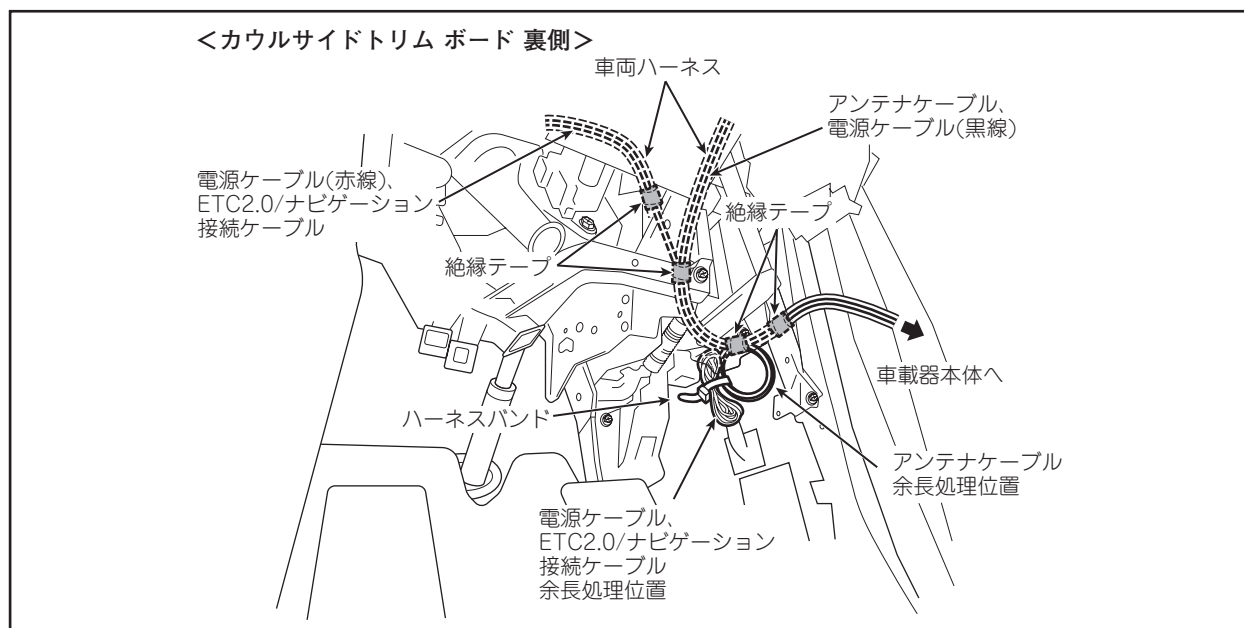 <カウルサイドトリム ボード 裏側>
車両ハーネス
アンテナケーブル、
電源ケーブル(黒線)
電源ケーブル(赤線)、
ETC2.0/ナビゲーション
接続ケーブル
絶縁テープ
絶縁テープ
車載器本体へ
ハーネスバンド
アンテナケーブル
余長処理位置
電源ケーブル、
ETC2.0/ナビゲーション
接続ケーブル
余長処理位置